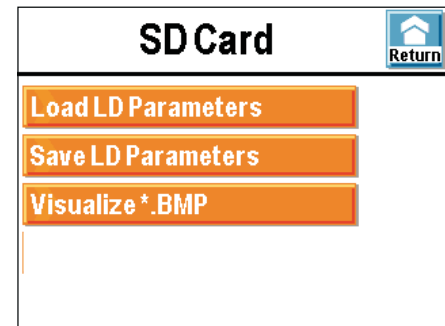 SD Card
Return
Load LD Parameters
Save LD Parameters
Visualize *.BMP